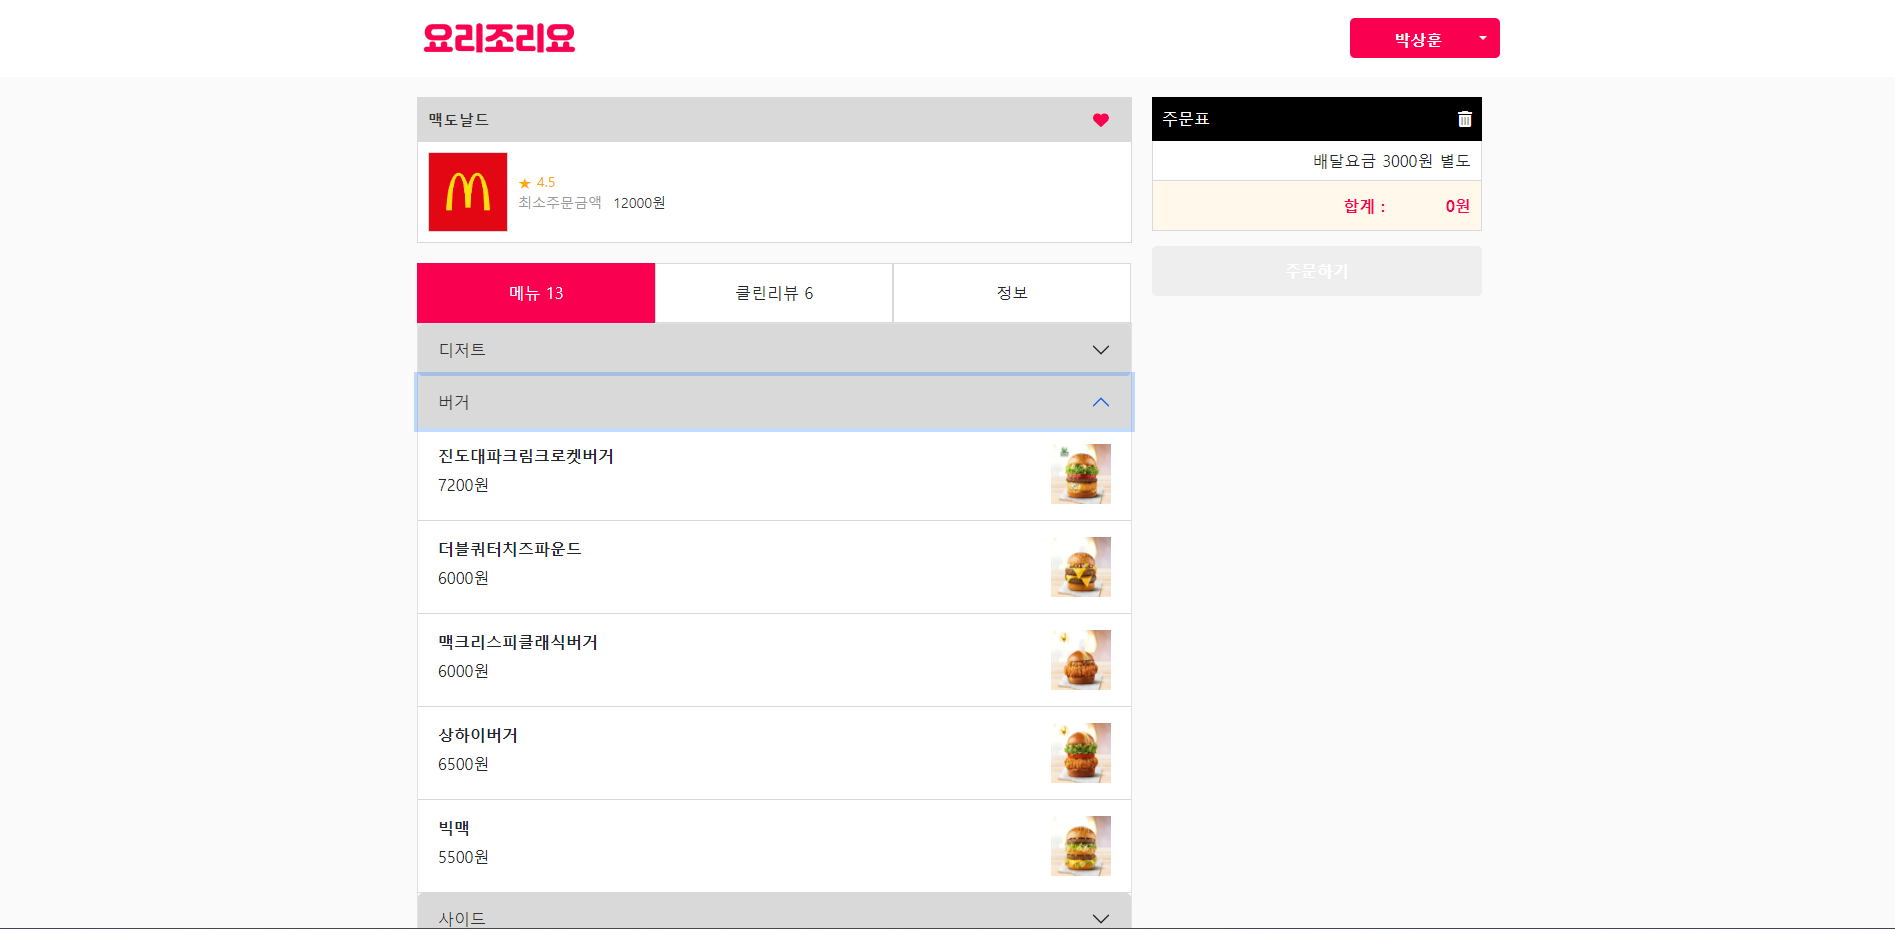 요리조리요
박상훈
맥도날드
4.5
최소주문금액 12000원
주문표
배달요금 3000원 별도
합계 : 0원
주문하기
메뉴 13
클린리뷰 6
정보
디저트
버거
진도대파크림크로켓버거
7200원
더블쿼터치즈파운드
6000원
맥크리스피클래식버거
6000원
상하이버거
6500원
빅맥
5500원
사이드